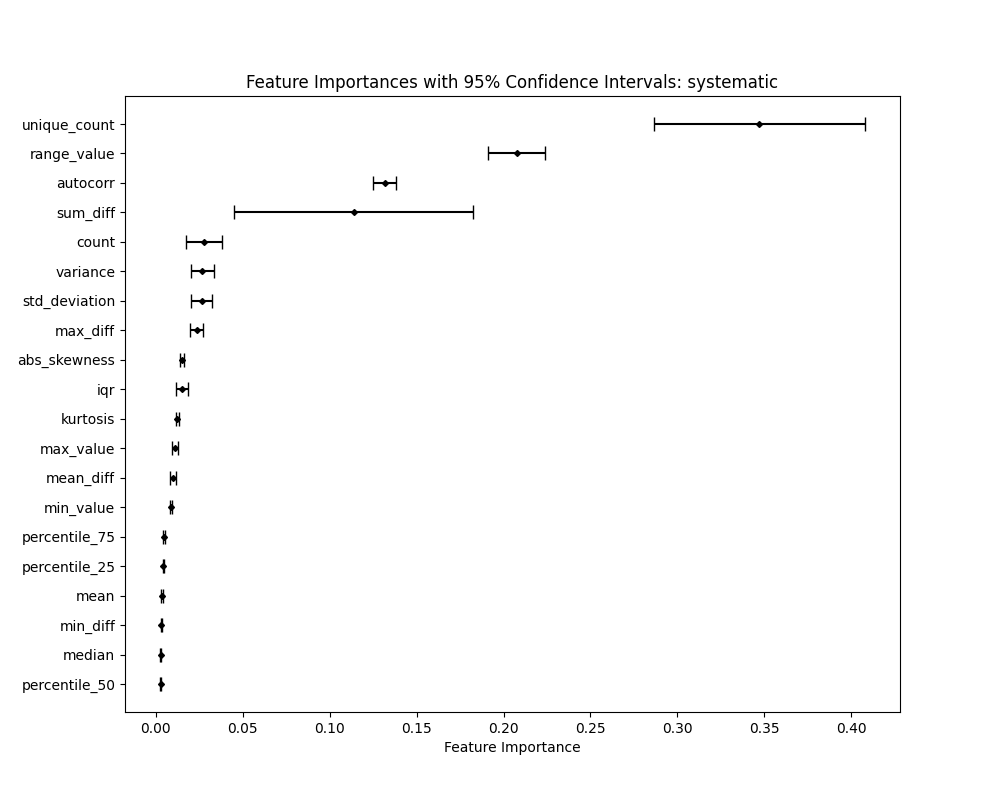 Feature Importances with 95% Confidence Intervals: systematic
unique_count
range_value
autocorr
sum_diff
count
variance
std_deviation
max_diff
abs_skewness
iqr
kurtosis
max_value
mean_diff
min_value
percentile_75
percentile_25
mean
min_diff
median
percentile_50
0.00 0.05 0.10 0.15 0.20 0.25 0.30 0.35 0.40
Feature Importance